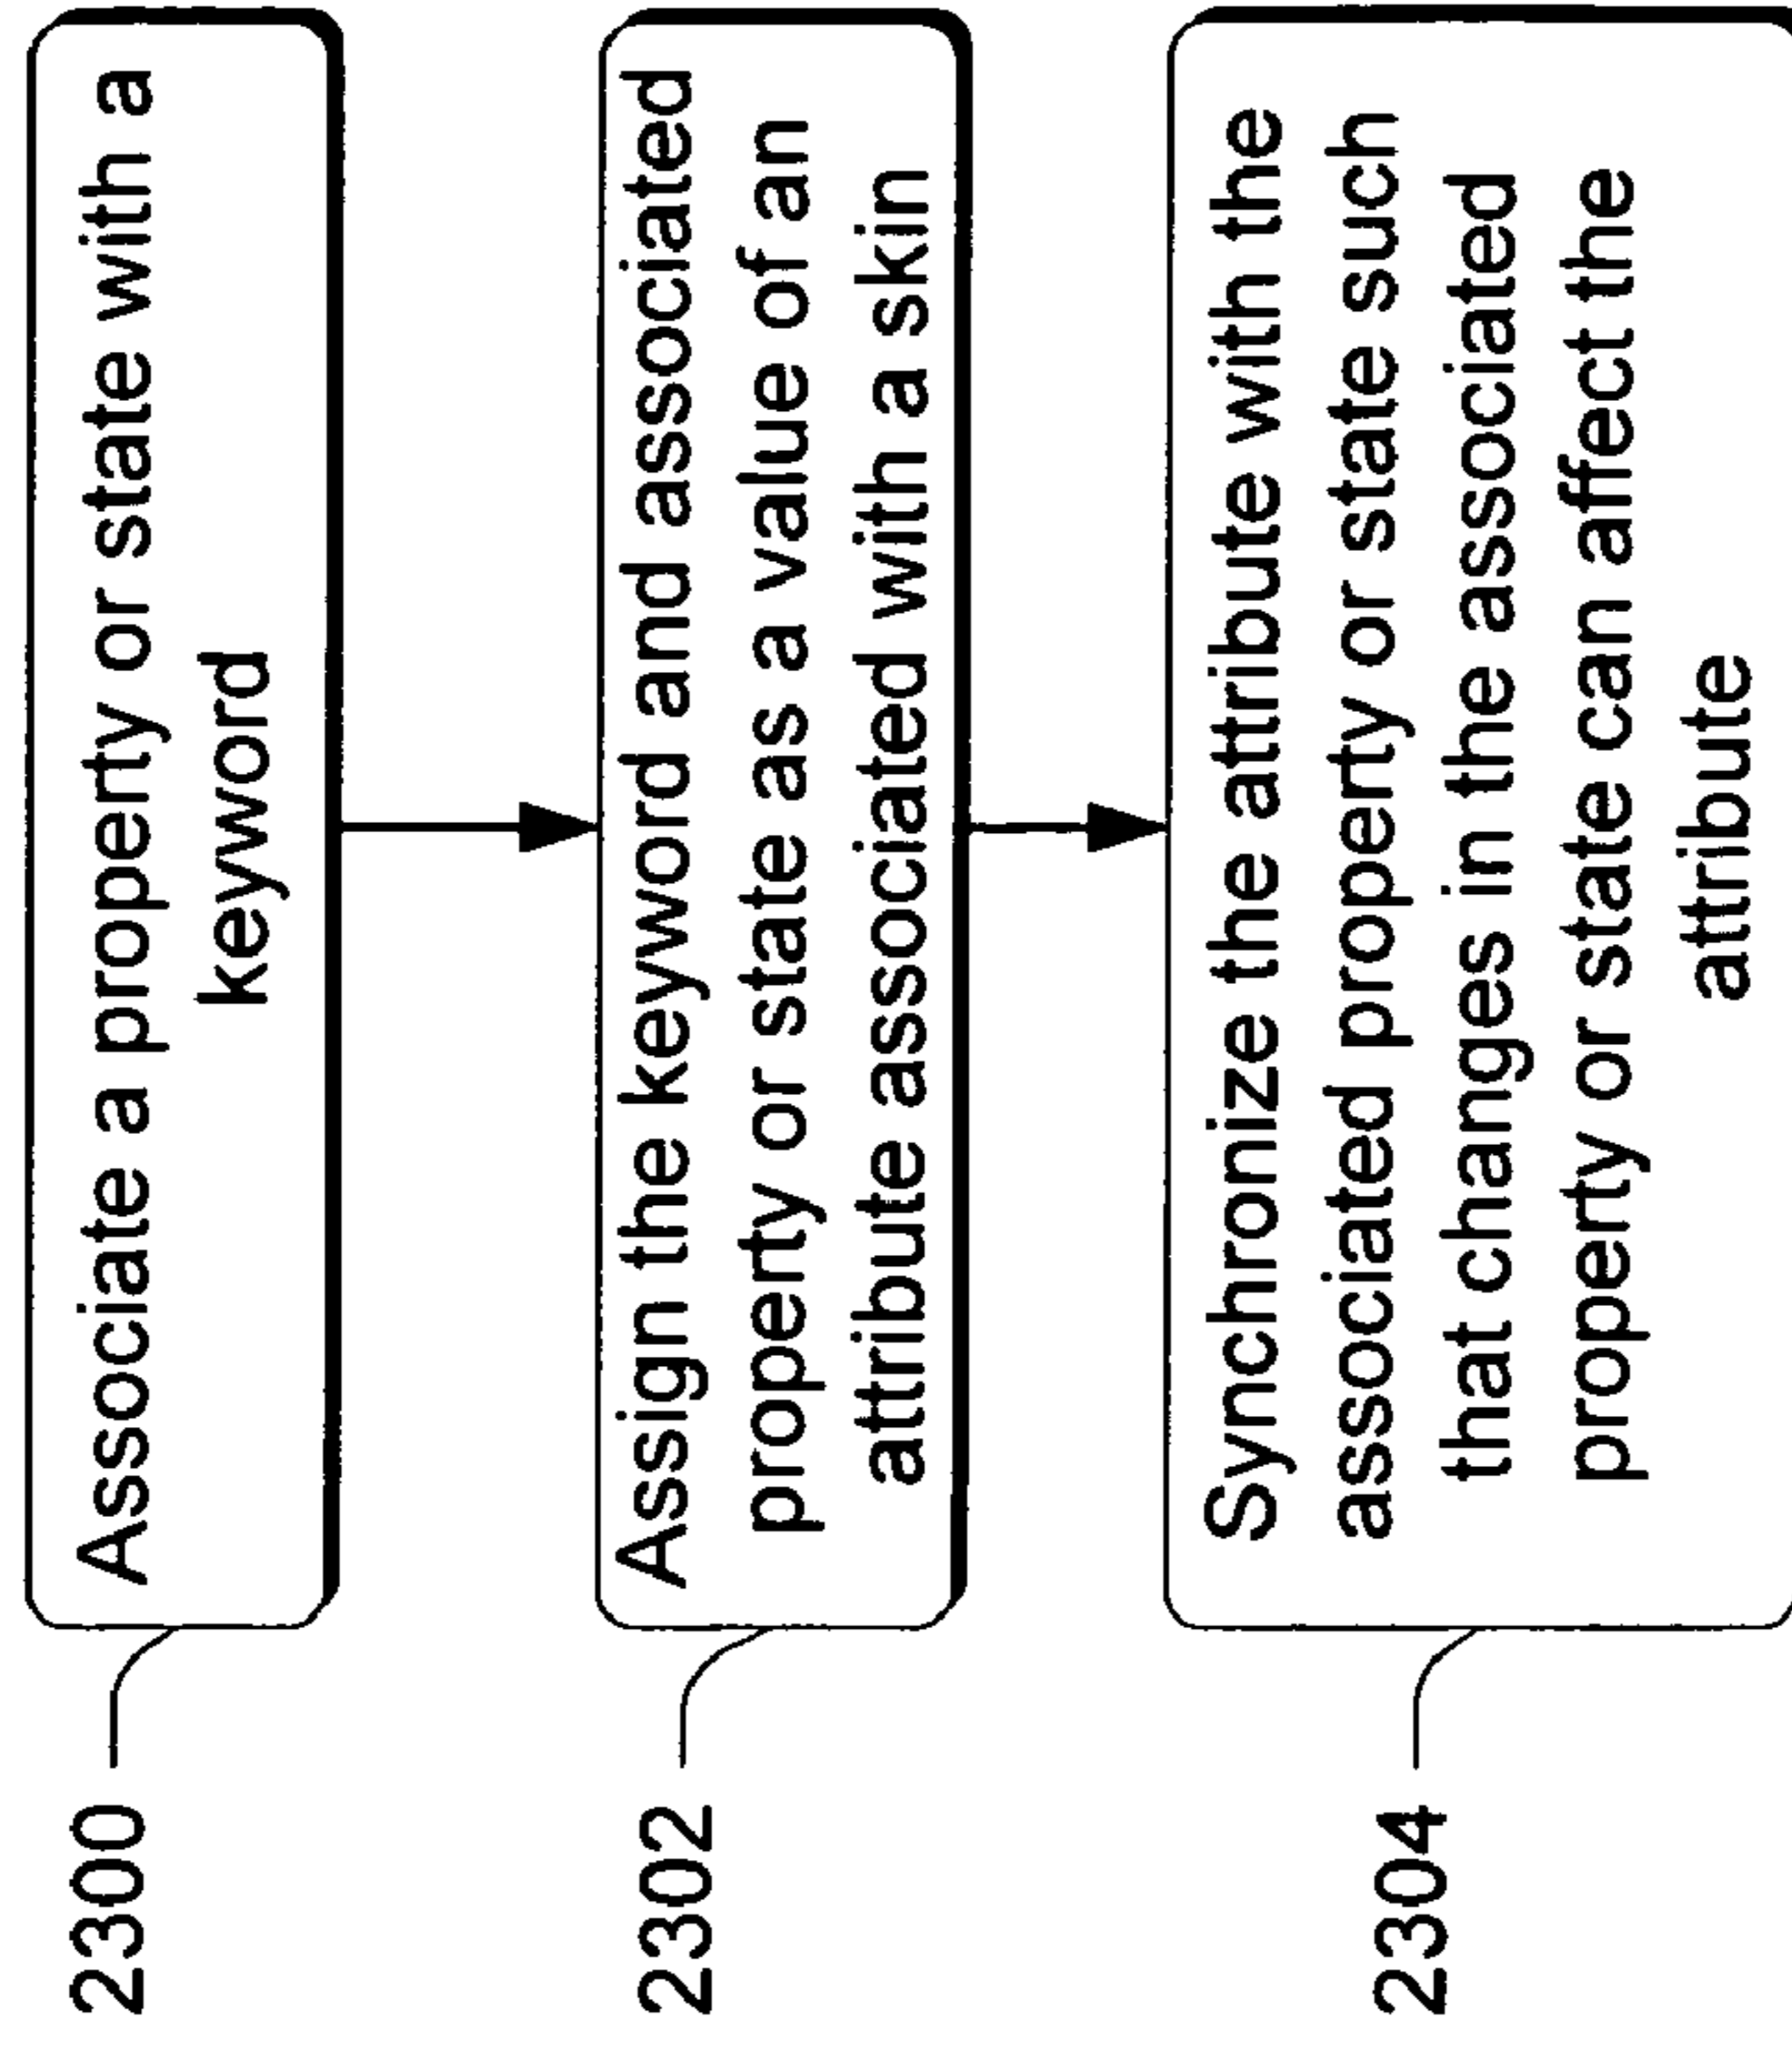 2300
Associate a property or state with a
keyword
2302
Assign the keyword and associated
property or state as a value of an
attribute associated with a skin
2304
Synchronize the attribute with the
associated property or state such
that changes in the associated
property or state can affect the
attribute